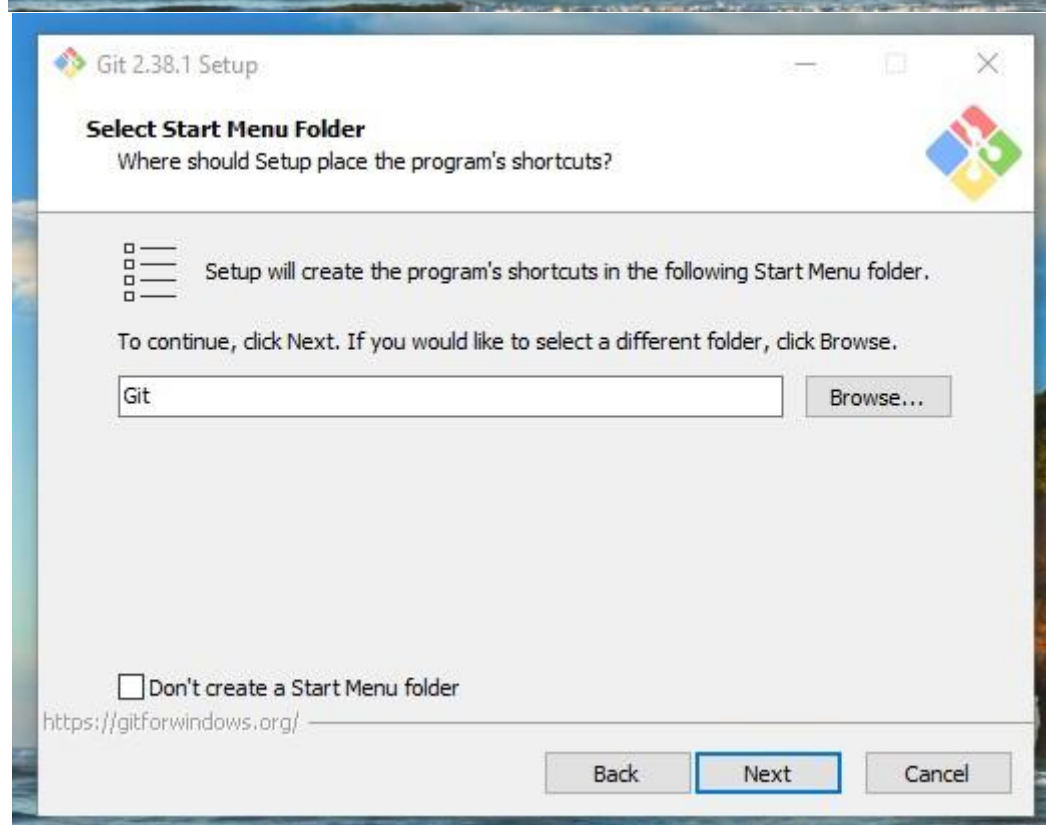 Git 2.38.1 Setup
Select Start Menu Folder
Where should Setup place the program's shortcuts?
Setup will create the program's shortcuts in the following Start Menu folder.
To continue, click Next. If you would like to select a different folder, click Browse.
Git
Browse...
Don't create a Start Menu folder
https://gitforwindows.org/
Back Next Cancel